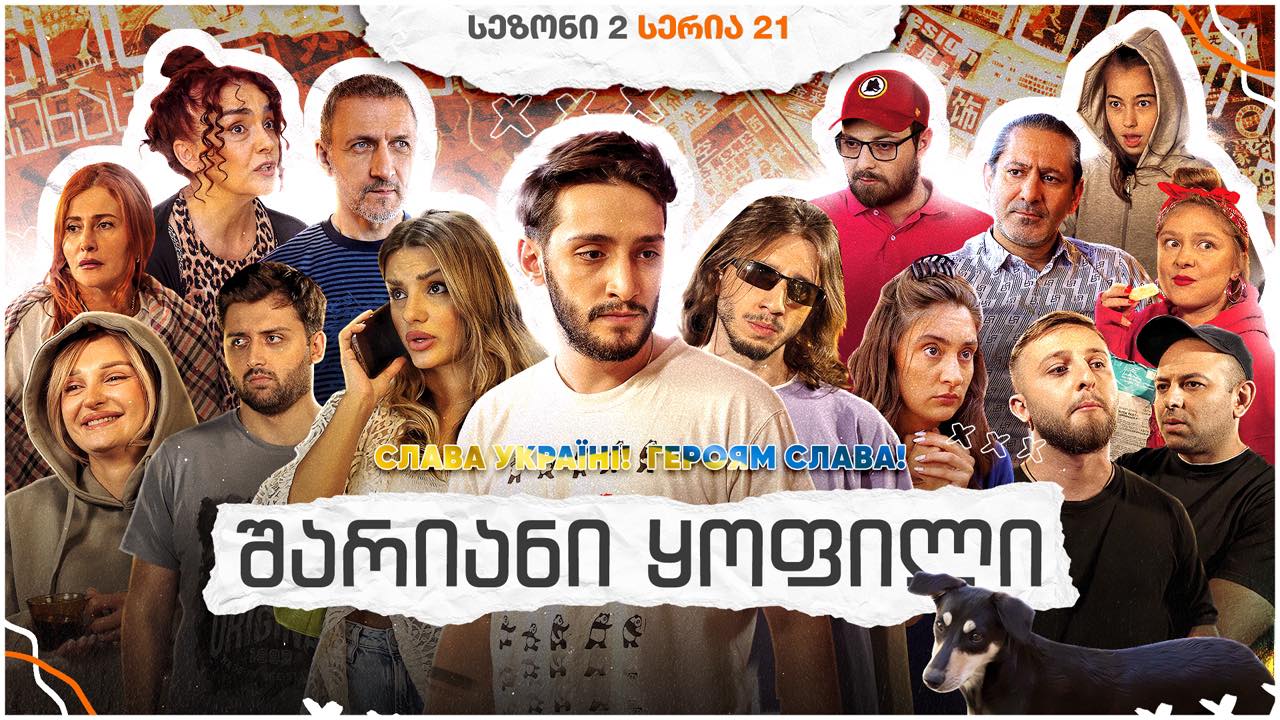 ᲡᲔᲖᲝᲜᲘ 2 ᲡᲔᲠᲘᲐ 21
СЛАВА УКРАЇНІ! ГЕРОЯМ СЛАВА!
ᲨᲐᲠᲘᲐᲜᲘ ᲧᲝᲤᲘᲚᲘ